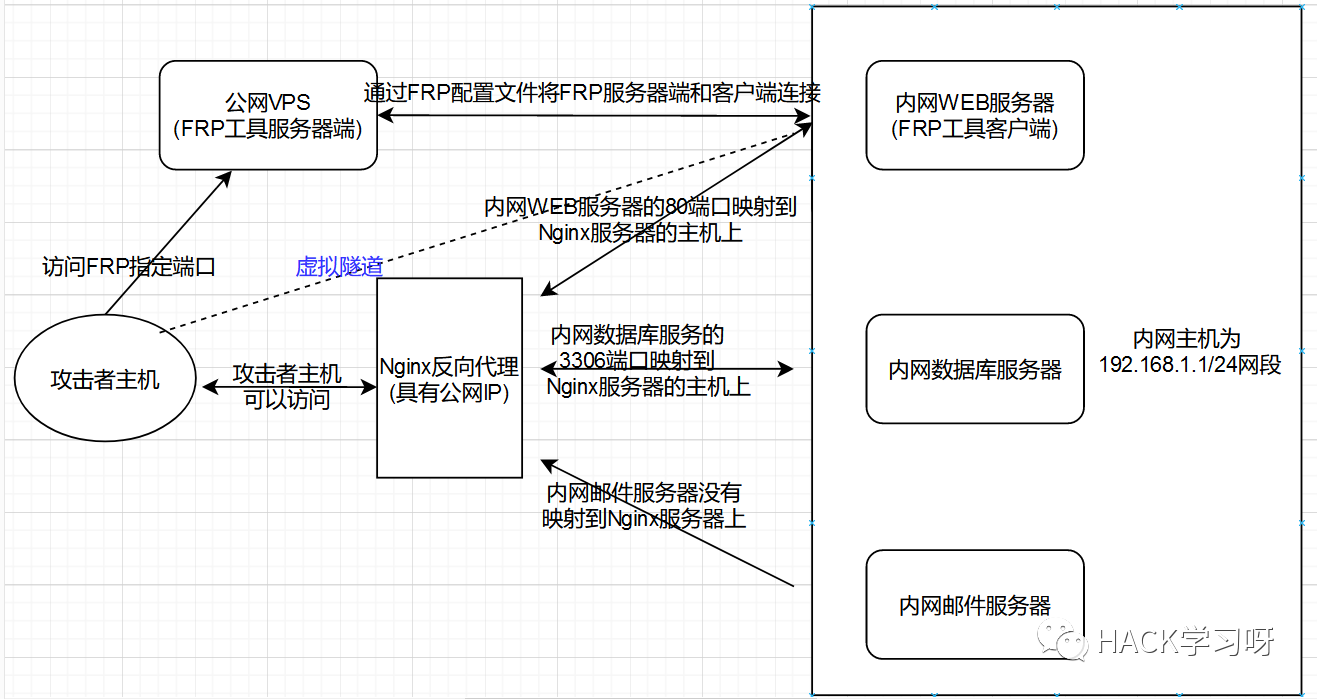 通过FRP配置文件将FRP服务器端和客户端连接
公网VPS
(FRP工具服务器端)
内网WEB服务器
(FRP工具客户端)
内网WEB服务器的80端口映射到
Nginx服务器的主机上
访问FRP指定端口
虚拟隧道
内网数据库服务的
3306端口映射到
Nginx服务器的主机上
内网主机为
192.168.1.1/24网段
Nginx反向代理
(具有公网IP)
内网数据库服务器
攻击者主机
攻击者主机
可以访问
内网邮件服务器没有
映射到Nginx服务器上
内网邮件服务器
HACK学习呀